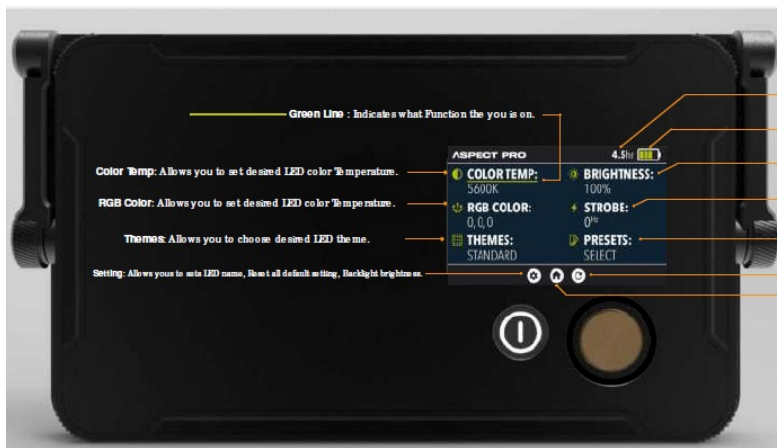 Green Line : Indicates what Function the you is on.
ASPECT PRO 4.5hr
Color Temp: Allows you to set desired LED color Temperature.
COLOR TEMP: BRIGHTNESS:
5600K 100%
RGB Color: Allows you to set desired LED color Temperature.
RGB COLOR: STROBE:
0, 0, 0 0Hz
Themes: Allows you to choose desired LED theme.
THEMES: PRESETS:
STANDARD SELECT
Setting: Allows yous to sets LED name, Reset all default setting, Backlight brightness.